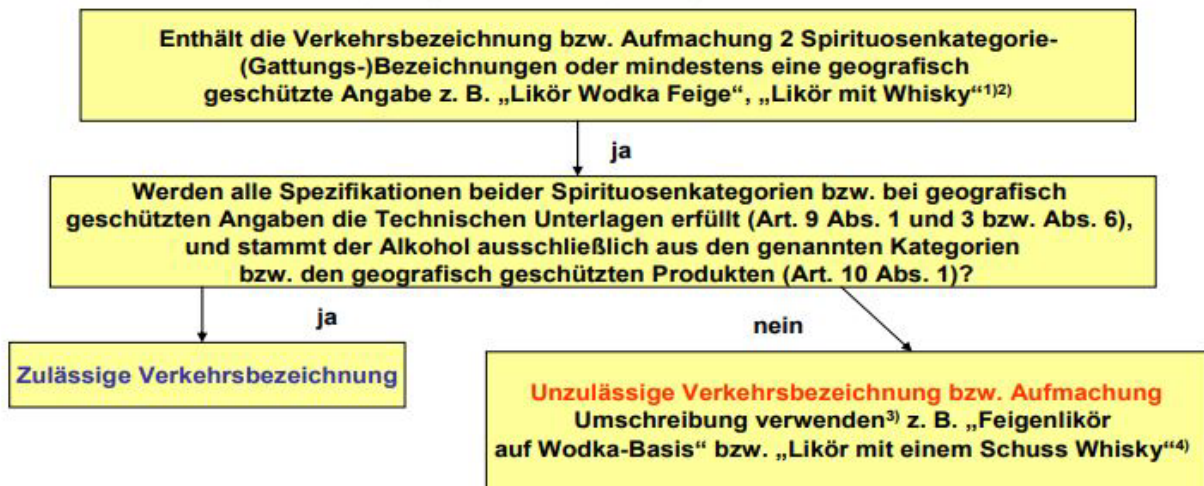 Enthält die Verkehrsbezeichnung bzw. Aufmachung 2 Spirituosenkategorie-
(Gattungs-)Bezeichnungen oder mindestens eine geografisch
geschützte Angabe z. B. „Likör Wodka Feige“, „Likör mit Whisky“¹⁾²⁾
ja
Werden alle Spezifikationen beider Spirituosenkategorien bzw. bei geografisch
geschützten Angaben die Technischen Unterlagen erfüllt (Art. 9 Abs. 1 und 3 bzw. Abs. 6),
und stammt der Alkohol ausschließlich aus den genannten Kategorien
bzw. den geografisch geschützten Produkten (Art. 10 Abs. 1)?
ja
nein
Zulässige Verkehrsbezeichnung
Unzulässige Verkehrsbezeichnung bzw. Aufmachung
Umschreibung verwenden³⁾ z. B. „Feigenlikör
auf Wodka-Basis“ bzw. „Likör mit einem Schuss Whisky“⁴⁾